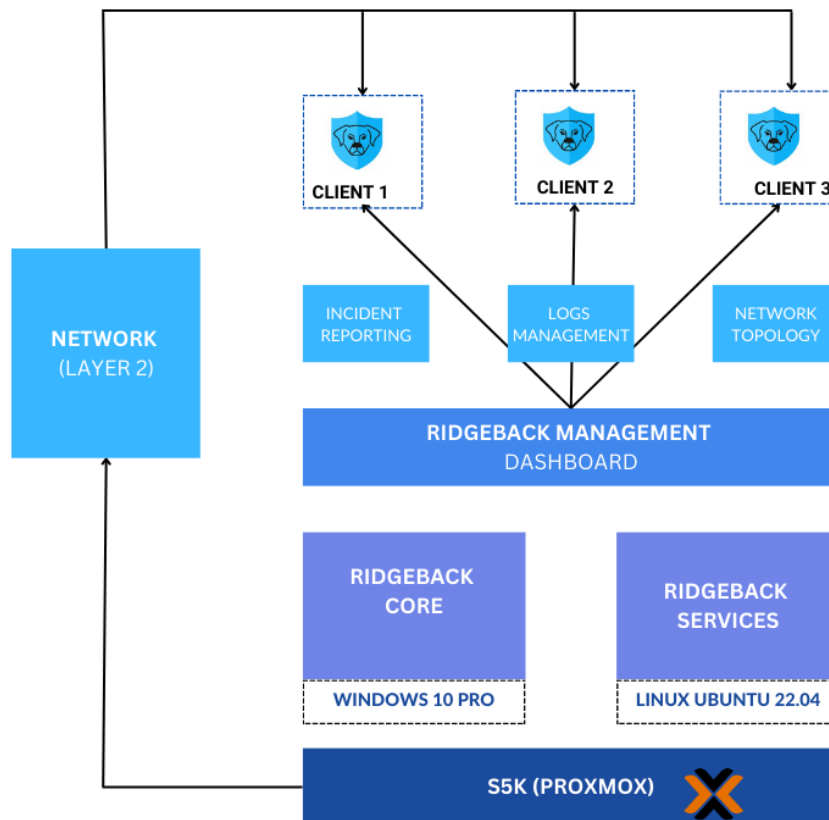 CLIENT 1
CLIENT 2
CLIENT 3
INCIDENT
REPORTING
LOGS
MANAGEMENT
NETWORK
TOPOLOGY
NETWORK
(LAYER 2)
RIDGEBACK MANAGEMENT
DASHBOARD
RIDGEBACK
CORE
RIDGEBACK
SERVICES
WINDOWS 10 PRO
LINUX UBUNTU 22.04
S5K (PROXMOX)